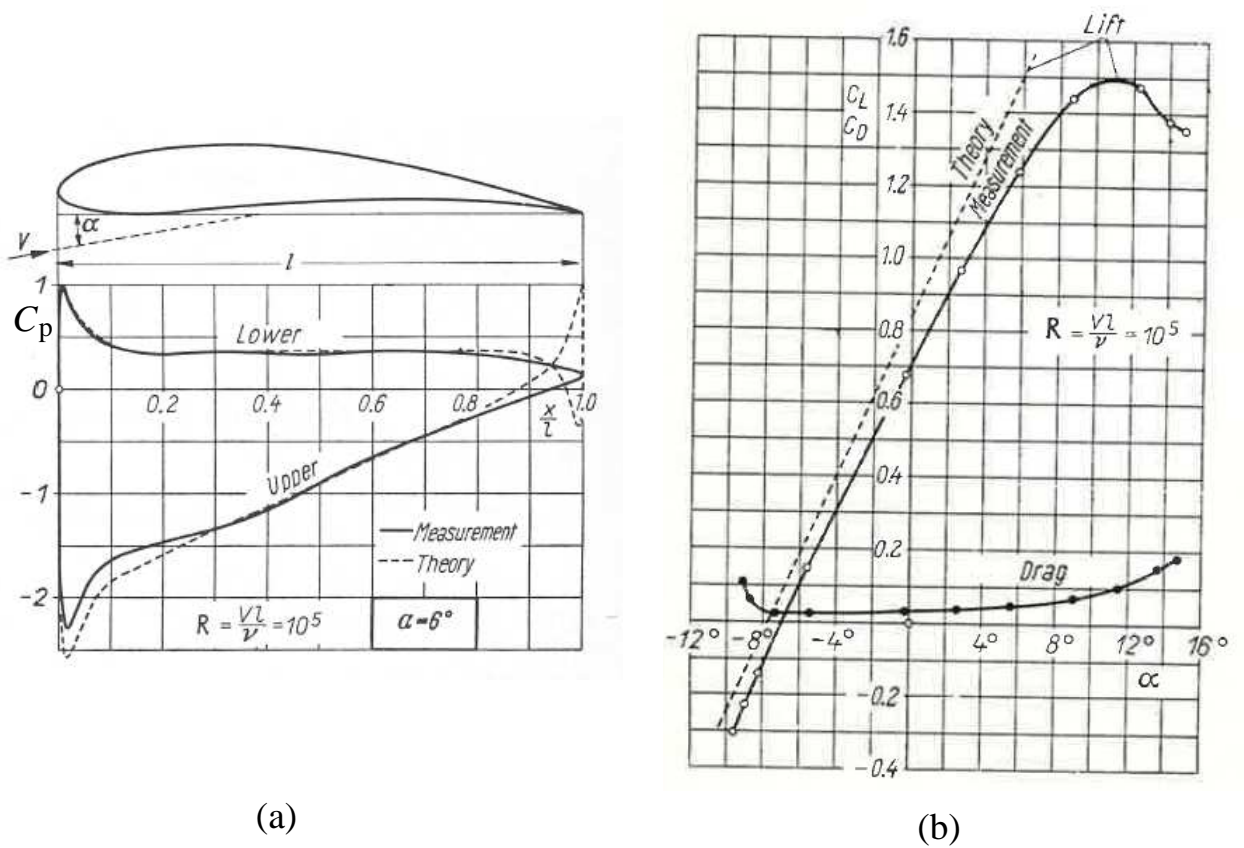 α
V
l
1
Cp
Lower
0
0.2
0.4
0.6
0.8
x/l
1.0
Upper
-1
Measurement
Theory
-2
R = Vl/ν = 10⁵
α=6°
(a)
Lift
1.6
CL
CD
1.4
Theory
Measurement
1.2
1.0
0.8
R = Vl/ν = 10⁵
0.6
0.4
0.2
Drag
-12° -8° -4° 4° 8° 12° 16°
α
-0.2
-0.4
(b)